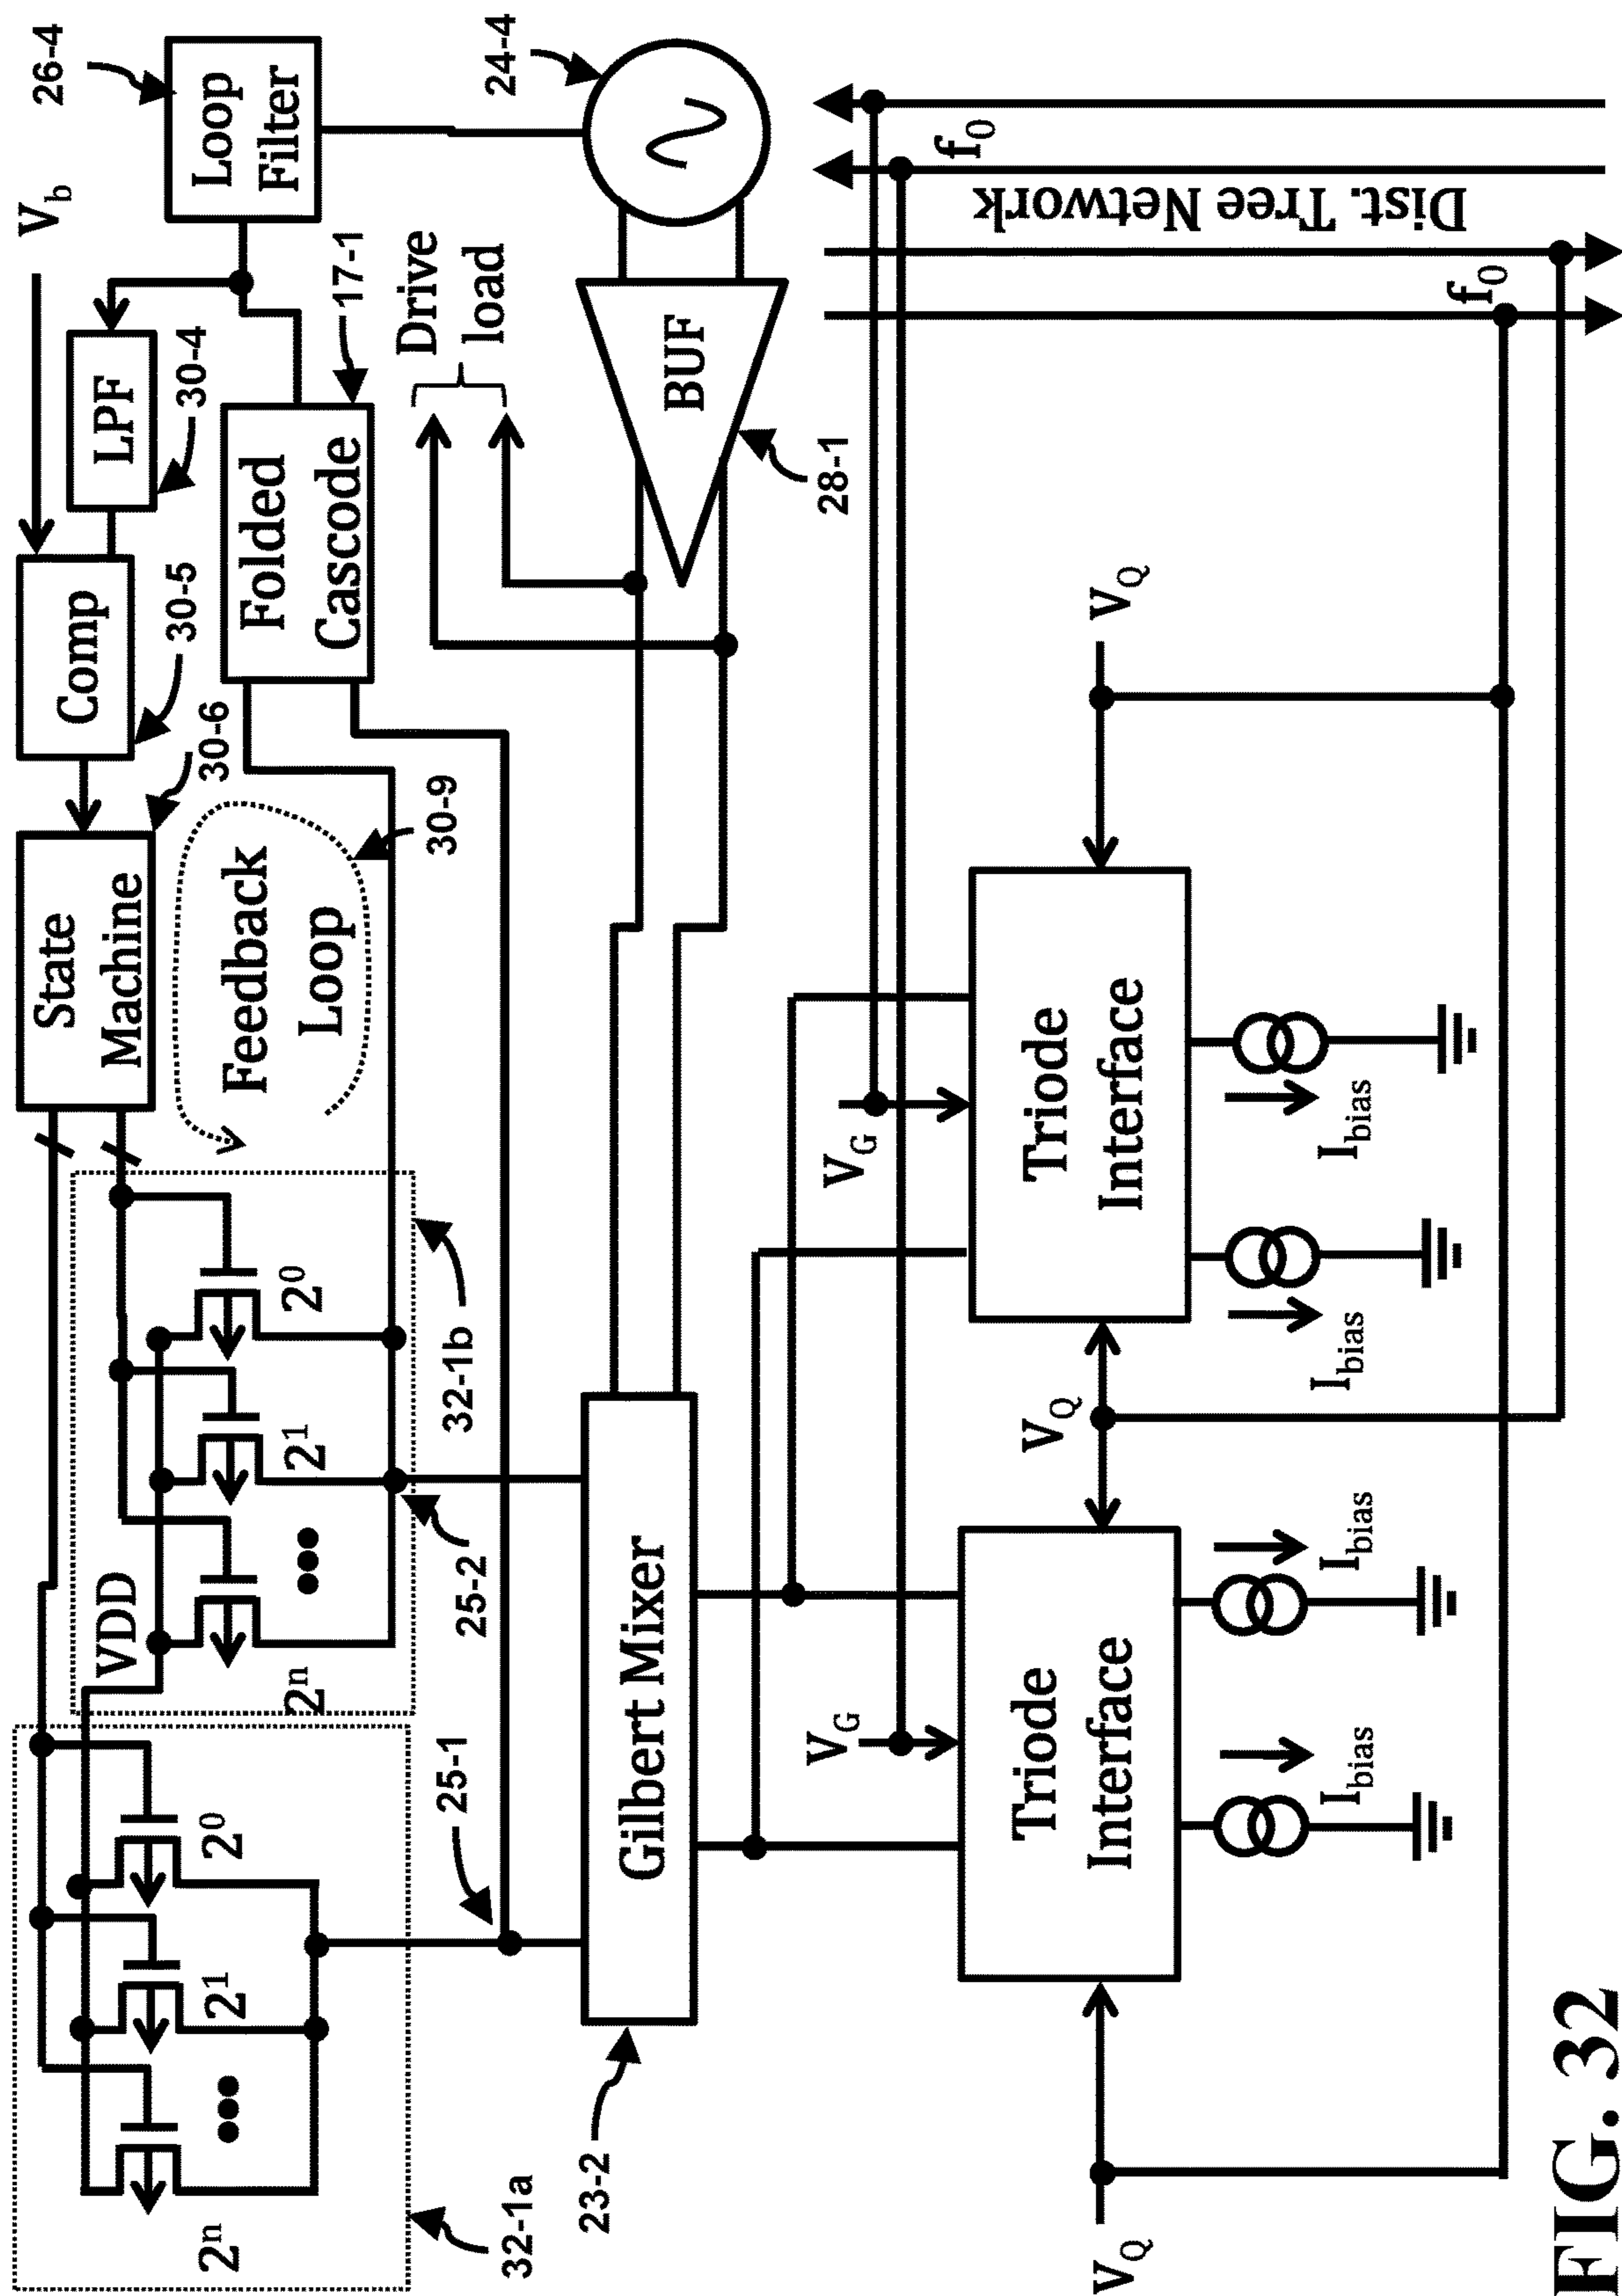 26-4
Loop
Filter
24-4
V_b
LPF
30-4
17-1
Drive
load
BUF
28-1
Comp
30-5
Folded
Cascode
State
Machine
30-6
Feedback
Loop
30-9
VDD
2^0
2^1
2^n
32-1b
25-2
2^0
2^1
2^n
32-1a
25-1
Gilbert Mixer
23-2
Triode
Interface
V_G
V_Q
I_bias
I_bias
Triode
Interface
V_G
V_Q
V_Q
I_bias
I_bias
f_0
Dist. Tree Network
f_0
FIG. 32